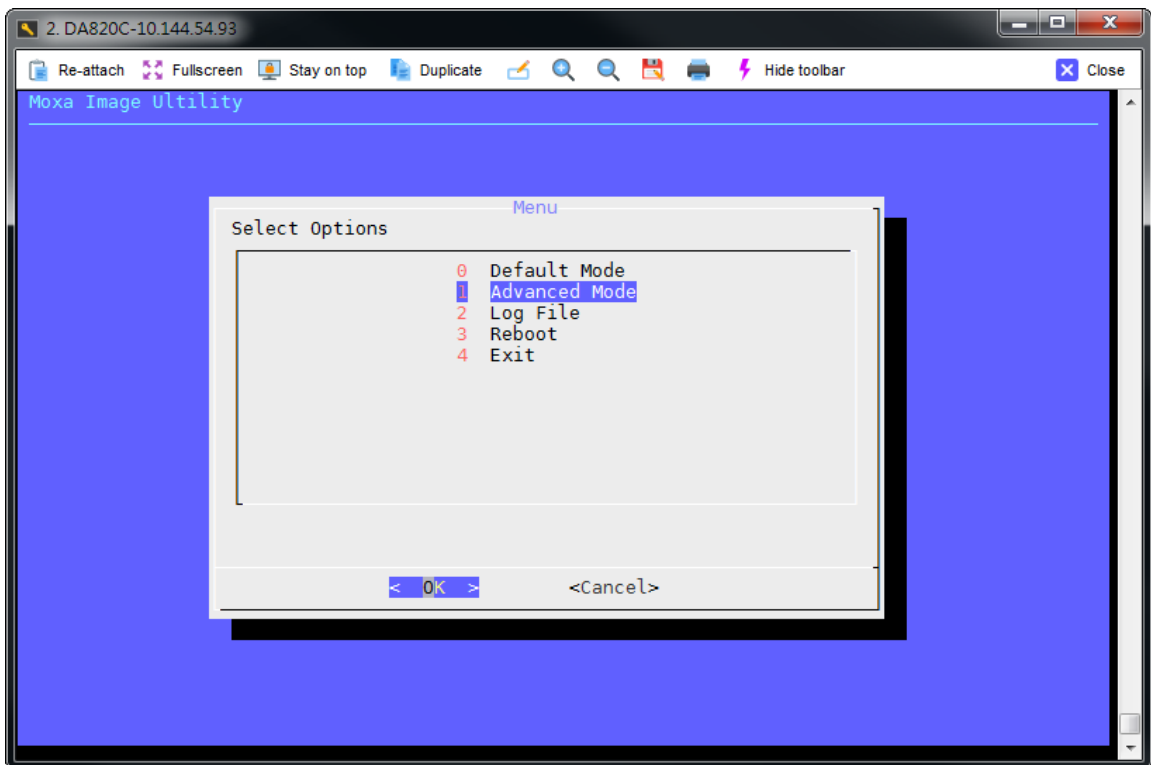 2. DA820C-10.144.54.93
Re-attach Fullscreen Stay on top Duplicate Hide toolbar Close
Moxa Image Ultility
Menu
Select Options
0 Default Mode
1 Advanced Mode
2 Log File
3 Reboot
4 Exit
< OK > <Cancel>